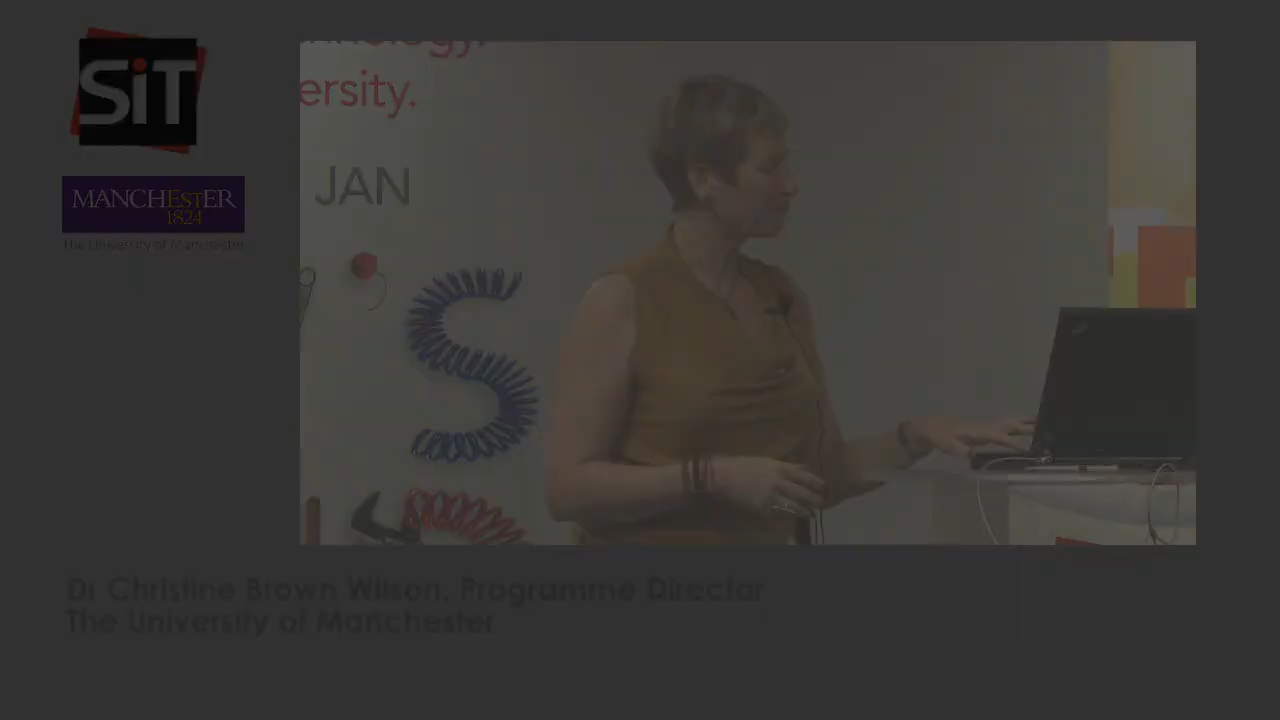 SiT
MANCHESTER
1824
The University of Manchester
ersity.
JAN
S
Dr Christine Brown Wilson, Programme Director
The University of Manchester